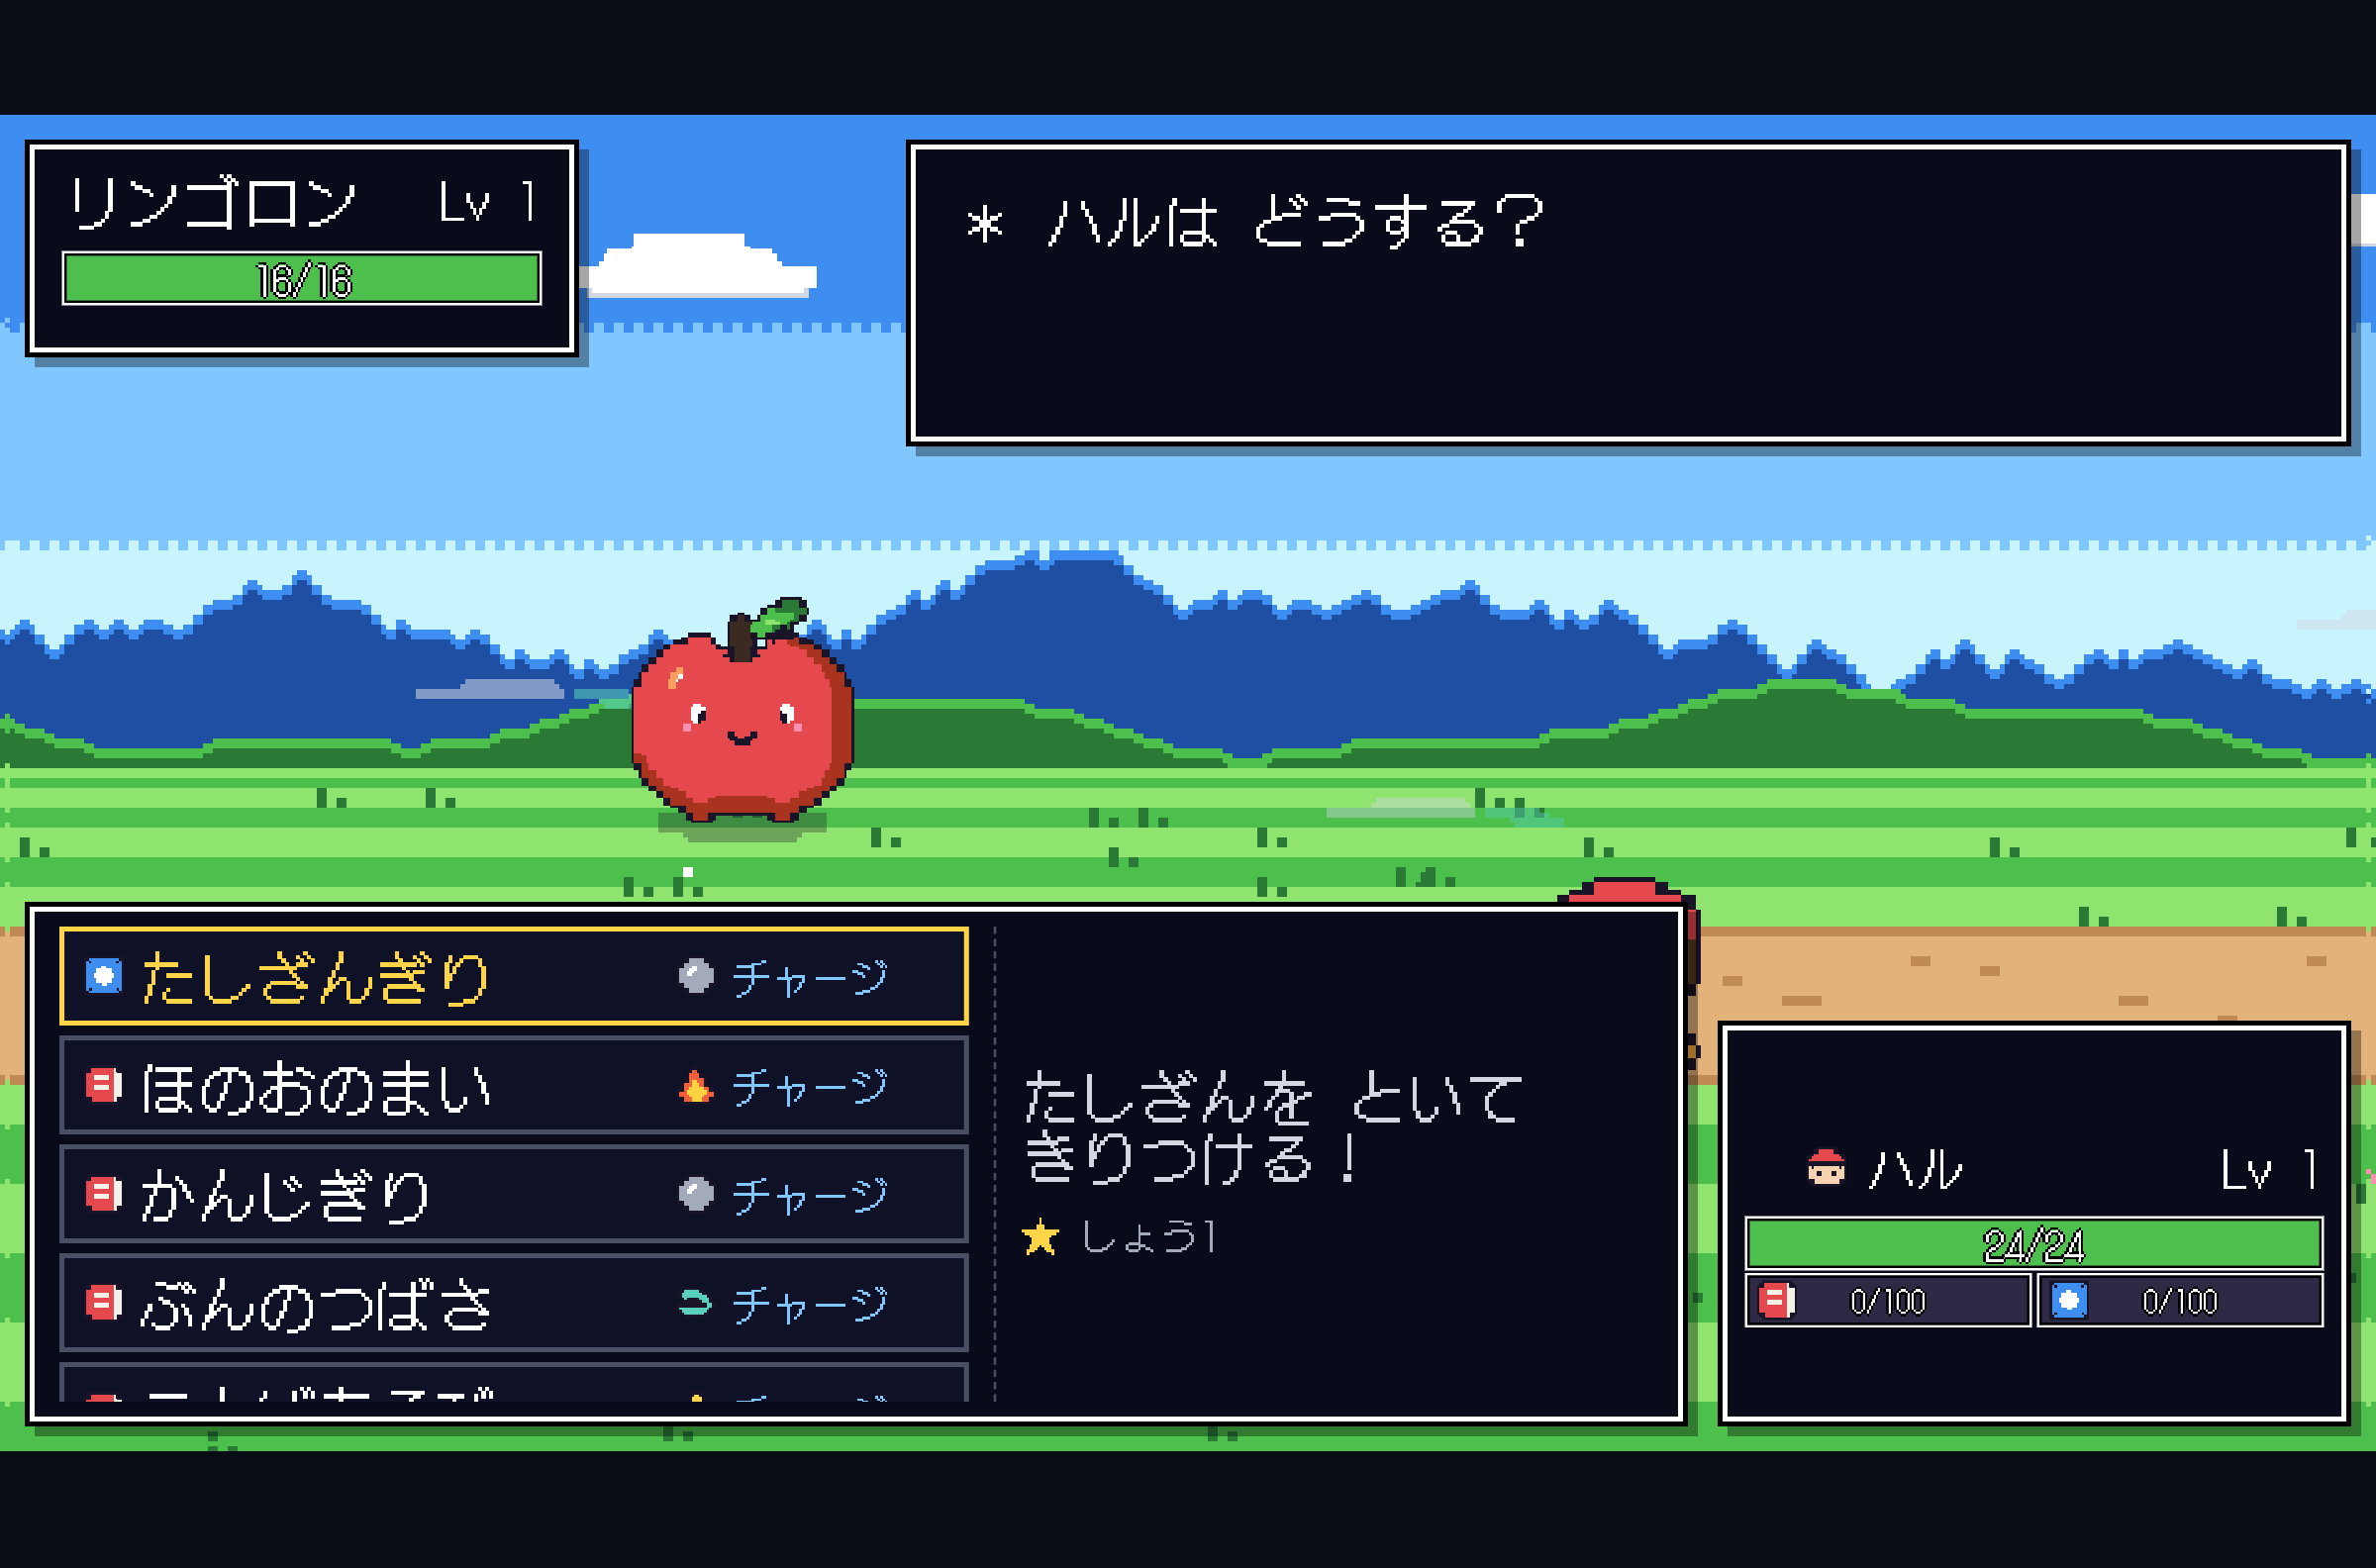 リンゴロン Lv 1
16/16
* ハルは どうする？
たしざんぎり チャージ
ほのおのまい チャージ
かんじぎり チャージ
ぶんのつばさ チャージ
たしざんを といて
きりつける！
しょう1
ハル Lv 1
24/24
0/100 0/100